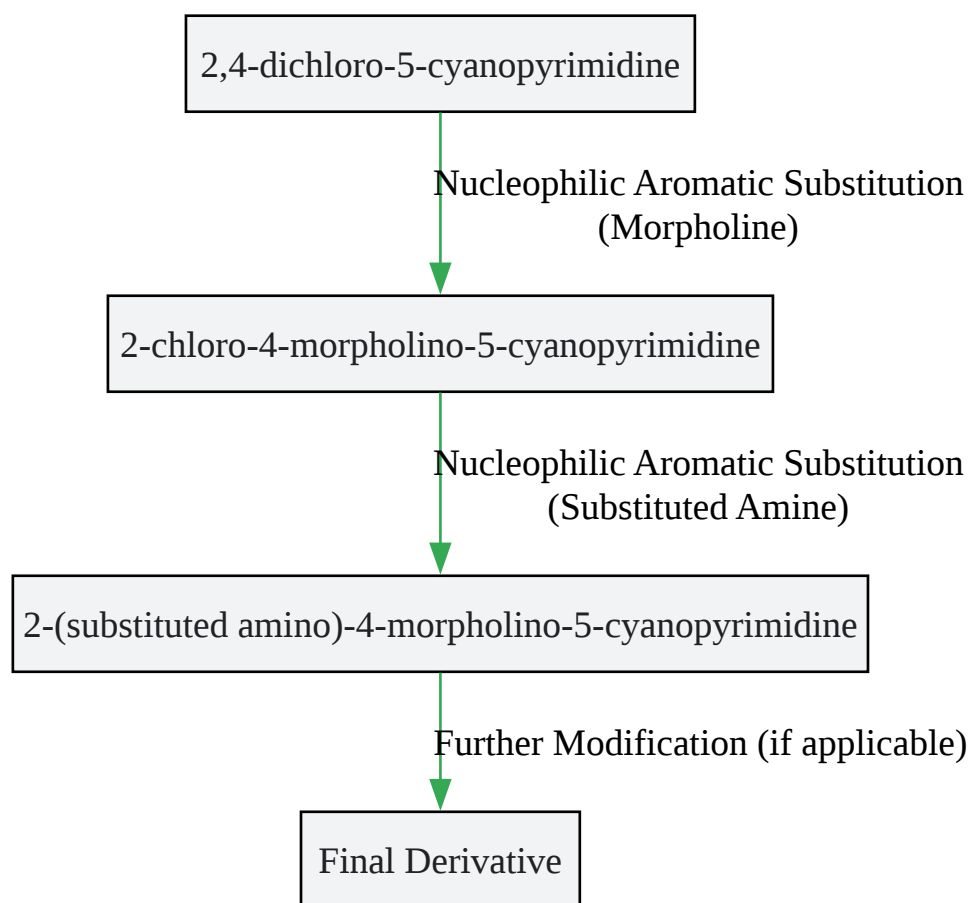 2,4-dichloro-5-cyanopyrimidine
Nucleophilic Aromatic Substitution
(Morpholine)
2-chloro-4-morpholino-5-cyanopyrimidine
Nucleophilic Aromatic Substitution
(Substituted Amine)
2-(substituted amino)-4-morpholino-5-cyanopyrimidine
Further Modification (if applicable)
Final Derivative